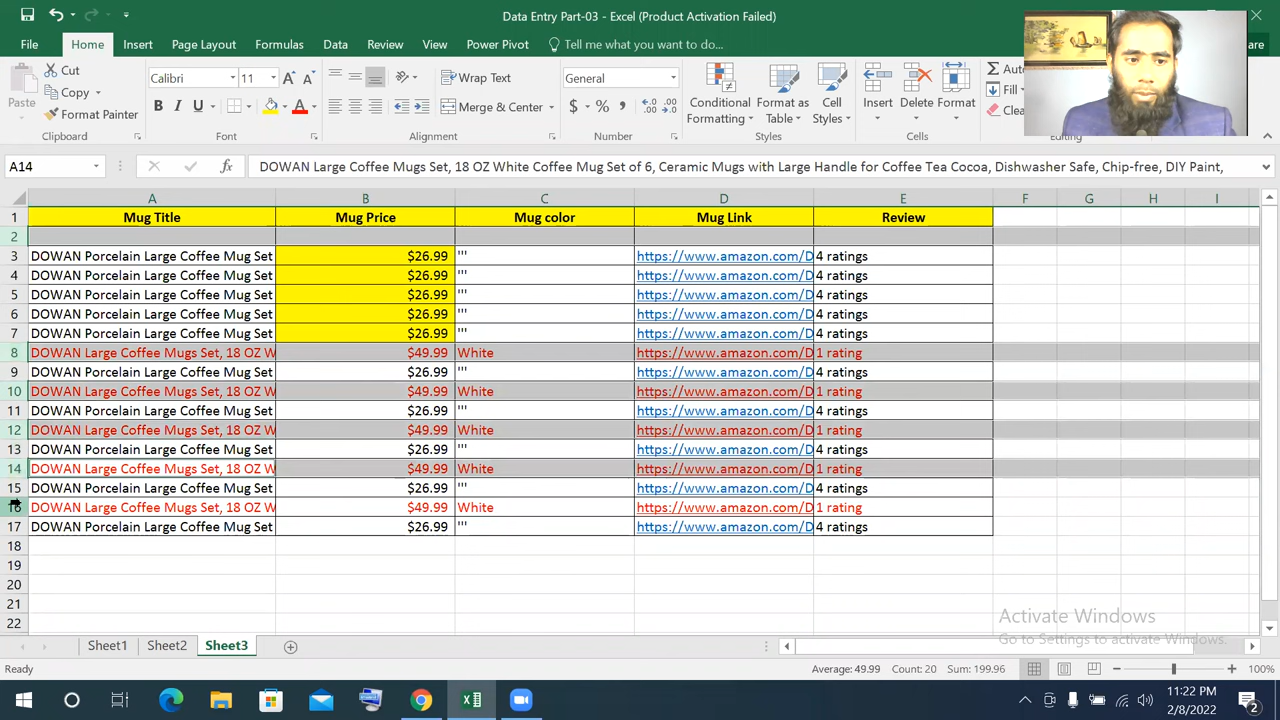 Data Entry Part-03 - Excel (Product Activation Failed)
File Home Insert Page Layout Formulas Data Review View Power Pivot Tell me what you want to do...
Cut
Copy
Format Painter
Paste
Clipboard
Calibri 11
B I U
Font
Wrap Text
Merge & Center
Alignment
General
$ % ,
Number
Conditional Formatting
Format as Table
Cell Styles
Styles
Insert Delete Format
Cells
Fill
Editing
A14 fx DOWAN Large Coffee Mugs Set, 18 OZ White Coffee Mug Set of 6, Ceramic Mugs with Large Handle for Coffee Tea Cocoa, Dishwasher Safe, Chip-free, DIY Paint,
A B C D E F G H I
1 Mug Title Mug Price Mug color Mug Link Review
2
3 DOWAN Porcelain Large Coffee Mug Set $26.99 ''' https://www.amazon.com/D 4 ratings
4 DOWAN Porcelain Large Coffee Mug Set $26.99 ''' https://www.amazon.com/D 4 ratings
5 DOWAN Porcelain Large Coffee Mug Set $26.99 ''' https://www.amazon.com/D 4 ratings
6 DOWAN Porcelain Large Coffee Mug Set $26.99 ''' https://www.amazon.com/D 4 ratings
7 DOWAN Porcelain Large Coffee Mug Set $26.99 ''' https://www.amazon.com/D 4 ratings
8 DOWAN Large Coffee Mugs Set, 18 OZ W $49.99 White https://www.amazon.com/D 1 rating
9 DOWAN Porcelain Large Coffee Mug Set $26.99 ''' https://www.amazon.com/D 4 ratings
10 DOWAN Large Coffee Mugs Set, 18 OZ W $49.99 White https://www.amazon.com/D 1 rating
11 DOWAN Porcelain Large Coffee Mug Set $26.99 ''' https://www.amazon.com/D 4 ratings
12 DOWAN Large Coffee Mugs Set, 18 OZ W $49.99 White https://www.amazon.com/D 1 rating
13 DOWAN Porcelain Large Coffee Mug Set $26.99 ''' https://www.amazon.com/D 4 ratings
14 DOWAN Large Coffee Mugs Set, 18 OZ W $49.99 White https://www.amazon.com/D 1 rating
15 DOWAN Porcelain Large Coffee Mug Set $26.99 ''' https://www.amazon.com/D 4 ratings
DOWAN Large Coffee Mugs Set, 18 OZ W $49.99 White https://www.amazon.com/D 1 rating
17 DOWAN Porcelain Large Coffee Mug Set $26.99 ''' https://www.amazon.com/D 4 ratings
18
19
20
21
22
Activate Windows
Go to Settings to activate Windows.
Sheet1 Sheet2 Sheet3
Ready Average: 49.99 Count: 20 Sum: 199.96 100%
11:22 PM
2/8/2022
2